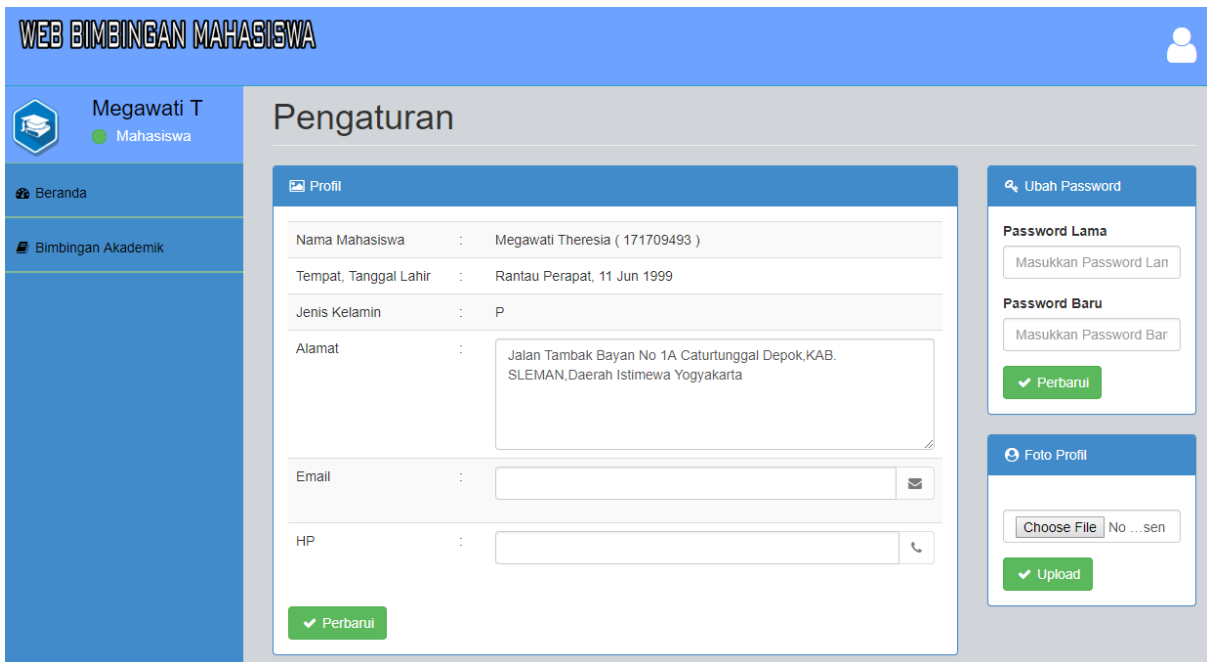 WEB BIMBINGAN MAHASISWA
Megawati T
Mahasiswa
Beranda
Bimbingan Akademik
Pengaturan
Profil
Nama Mahasiswa : Megawati Theresia ( 171709493 )
Tempat, Tanggal Lahir : Rantau Perapat, 11 Jun 1999
Jenis Kelamin : P
Alamat : Jalan Tambak Bayan No 1A Caturtunggal Depok,KAB.
SLEMAN,Daerah Istimewa Yogyakarta
Email :
HP :
Perbarui
Ubah Password
Password Lama
Masukkan Password Lam
Password Baru
Masukkan Password Bar
Perbarui
Foto Profil
Choose File No ...sen
Upload